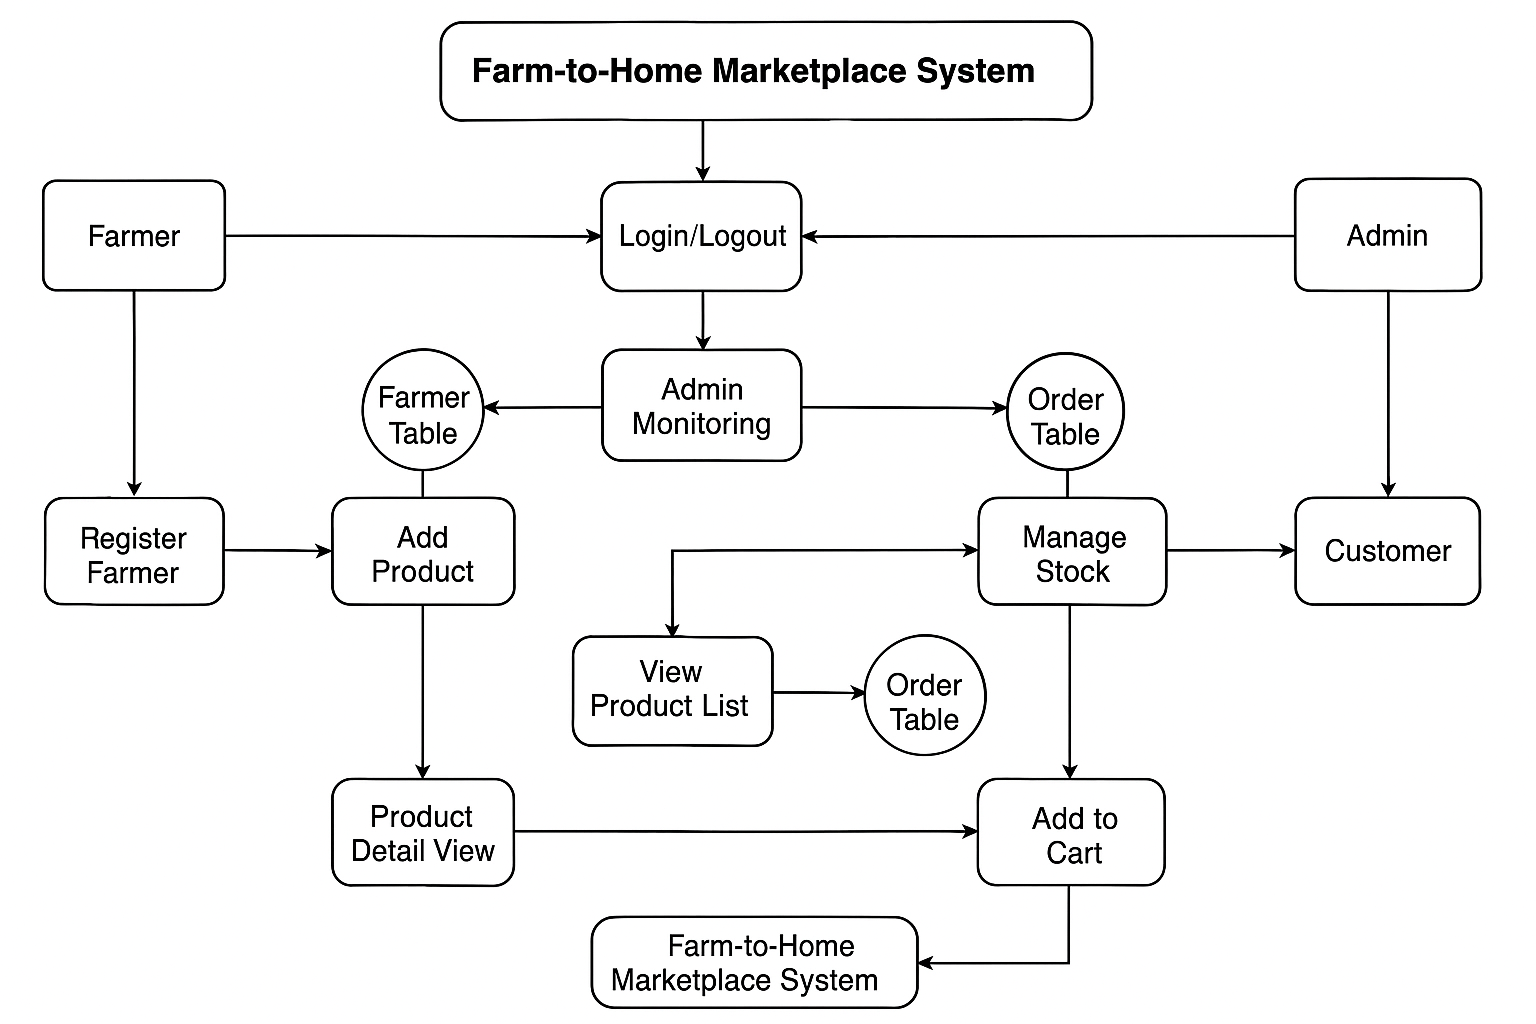 Farm-to-Home Marketplace System
Farmer
Login/Logout
Admin
Farmer
Table
Admin
Monitoring
Order
Table
Register
Farmer
Add
Product
Manage
Stock
Customer
View
Product List
Order
Table
Product
Detail View
Add to
Cart
Farm-to-Home
Marketplace System